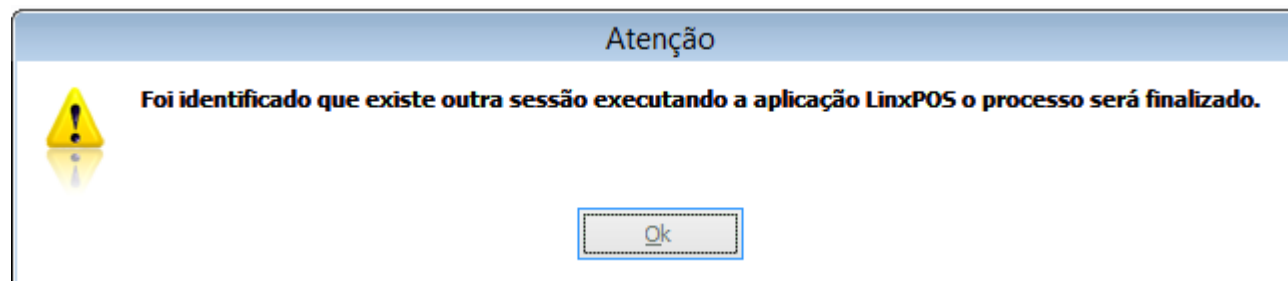 Atenção
Foi identificado que existe outra sessão executando a aplicação LinxPOS o processo será finalizado.
Ok